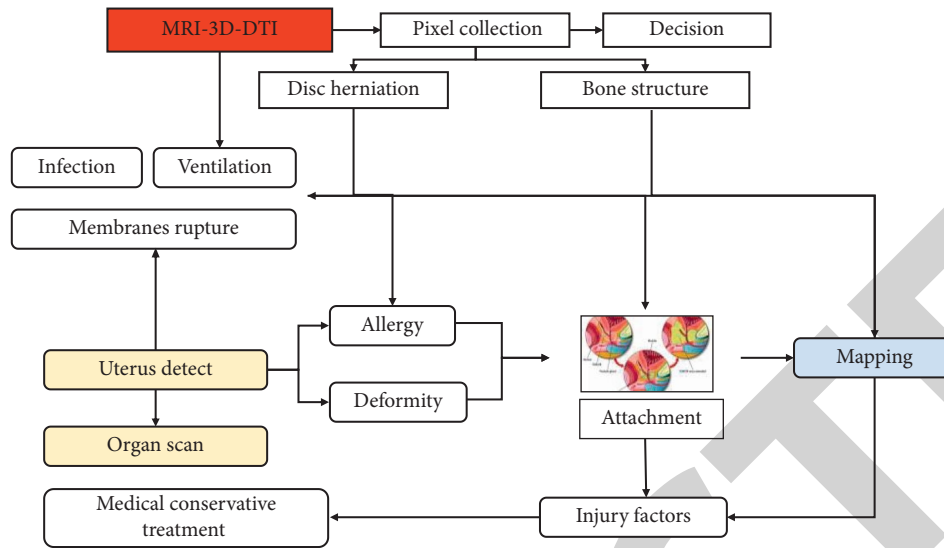 MRI-3D-DTI
Pixel collection
Decision
Disc herniation
Bone structure
Infection
Ventilation
Membranes rupture
Allergy
Uterus detect
Mapping
Deformity
Attachment
Organ scan
Medical conservative
treatment
Injury factors